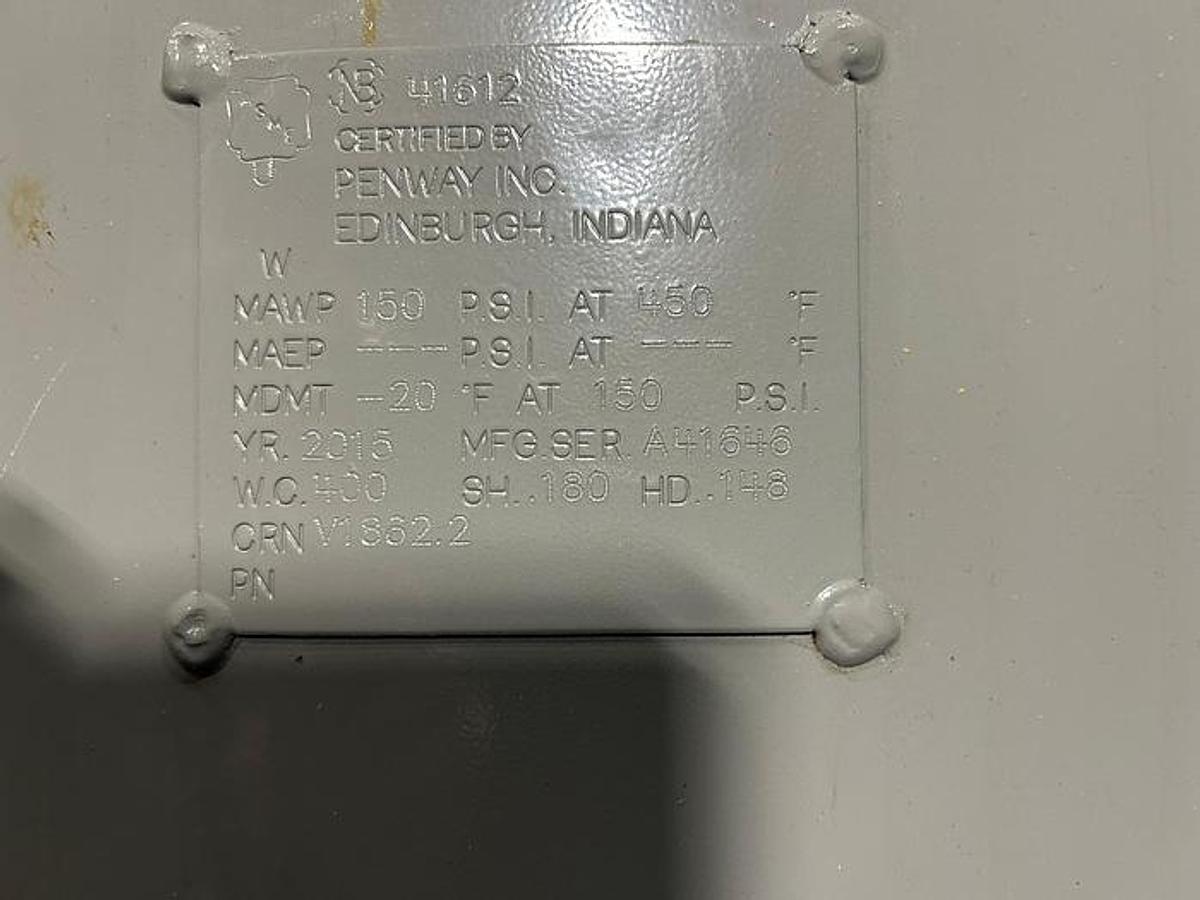 ASME NB 41612
CERTIFIED BY
PENWAY INC.
EDINBURGH, INDIANA
W
MAWP 150 P.S.I. AT 450 °F
MAEP --- P.S.I. AT --- °F
MDMT -20 °F AT 150 P.S.I.
YR. 2015 MFG.SER. A41646
W.C. 400 SH. .180 HD. .148
CRN V1862.2
PN